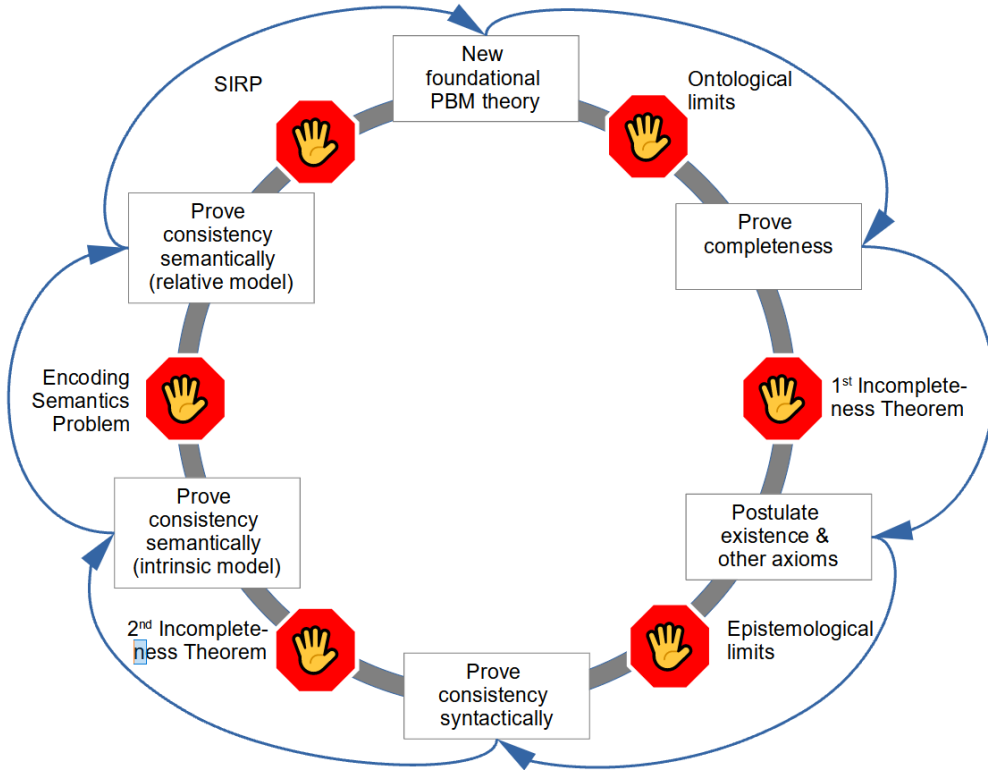 New
foundational
PBM theory
Ontological
limits
Prove
completeness
1st Incomplete-
ness Theorem
Postulate
existence &
other axioms
Epistemological
limits
Prove
consistency
syntactically
2nd Incomplete-
ness Theorem
Prove
consistency
semantically
(intrinsic model)
Encoding
Semantics
Problem
Prove
consistency
semantically
(relative model)
SIRP